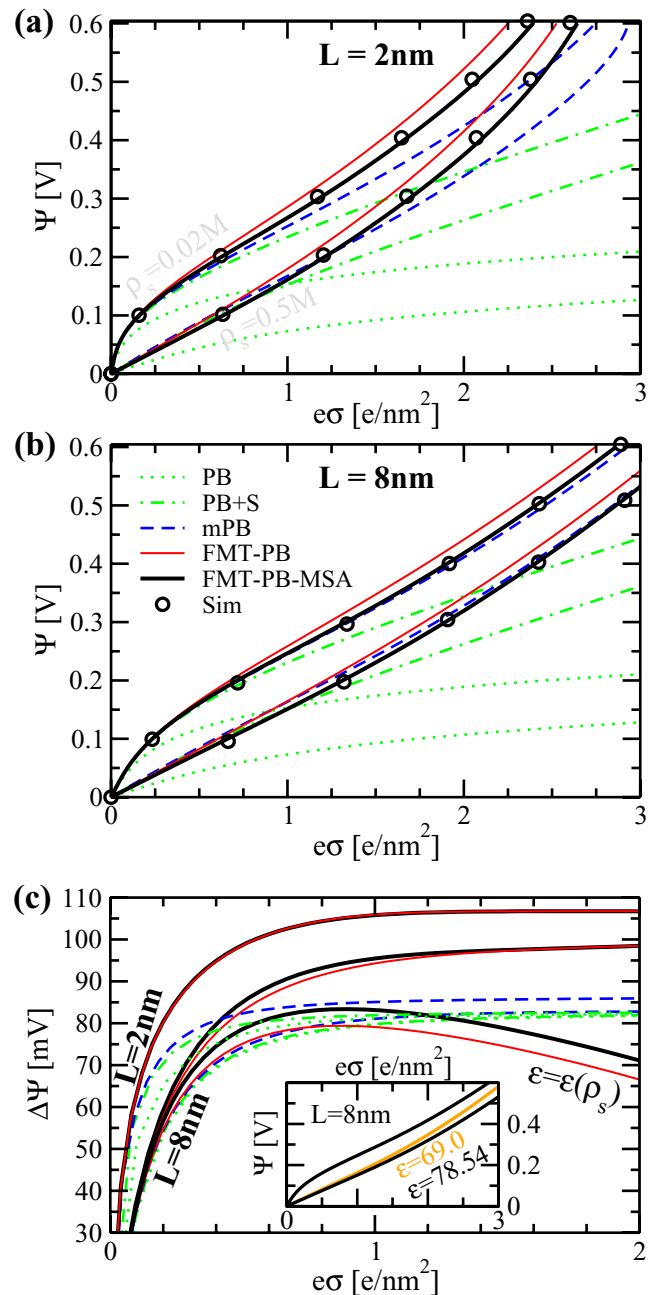 (a)
L = 2nm
0.6
0.5
0.4
0.3
0.2
0.1
0
Ψ [V]
ρs=0.02M
ρs=0.5M
0 1 2 3
eσ [e/nm²]
(b)
L = 8nm
0.6
0.5
0.4
0.3
0.2
0.1
0
Ψ [V]
PB
PB+S
mPB
FMT-PB
FMT-PB-MSA
Sim
0 1 2 3
eσ [e/nm²]
(c)
110
100
90
80
70
60
50
40
30
ΔΨ [mV]
L=2nm
L=8nm
ε=ε(ρs)
eσ [e/nm²]
L=8nm
Ψ [V]
0.4
0.2
0
ε=69.0
ε=78.54
0 3
0 1 2
eσ [e/nm²]